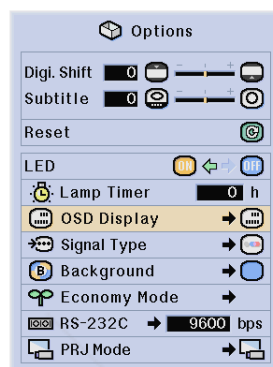 Options
Digi. Shift 0 - +
Subtitle 0 - +
Reset
LED ON OFF
Lamp Timer 0 h
OSD Display
Signal Type
B Background
Economy Mode
RS-232C 9600 bps
PRJ Mode